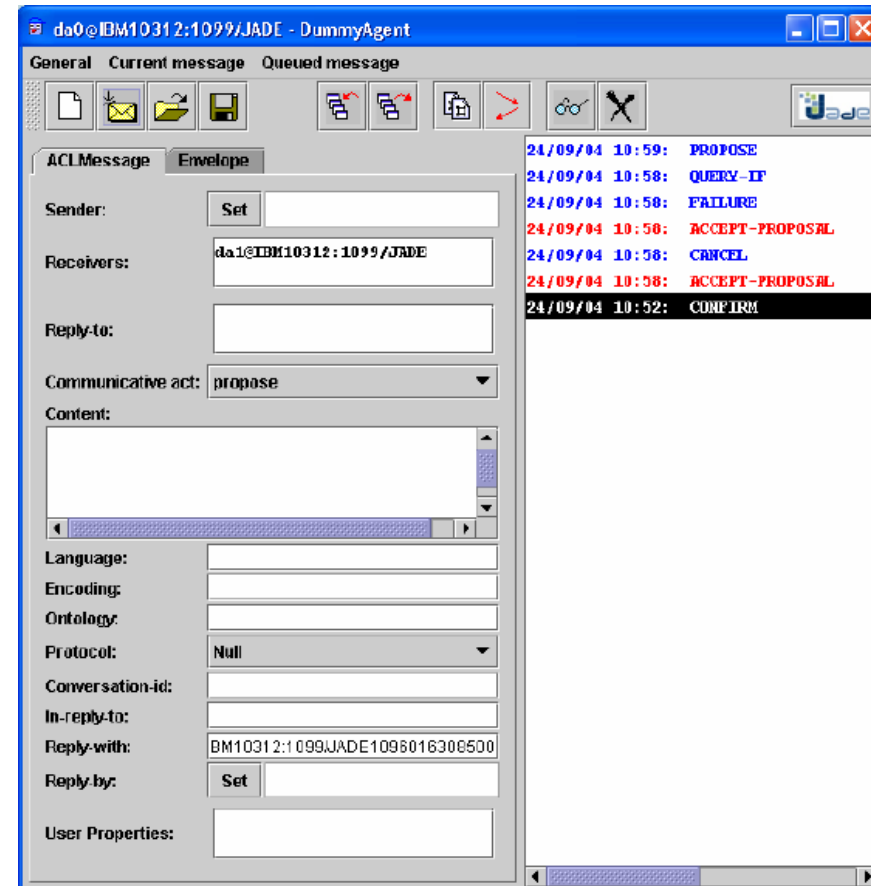 da0@IBM10312:1099/JADE - DummyAgent
General Current message Queued message
Jade
ACLMessage Envelope
Sender: Set
Receivers: da1@IBM10312:1099/JADE
Reply-to:
Communicative act: propose
Content:
Language:
Encoding:
Ontology:
Protocol: Null
Conversation-id:
In-reply-to:
Reply-with: BM10312:1099/JADE1096016308500
Reply-by: Set
User Properties:
24/09/04 10:59: PROPOSE
24/09/04 10:58: QUERY-IF
24/09/04 10:58: FAILURE
24/09/04 10:58: ACCEPT-PROPOSAL
24/09/04 10:58: CANCEL
24/09/04 10:58: ACCEPT-PROPOSAL
24/09/04 10:52: CONFIRM